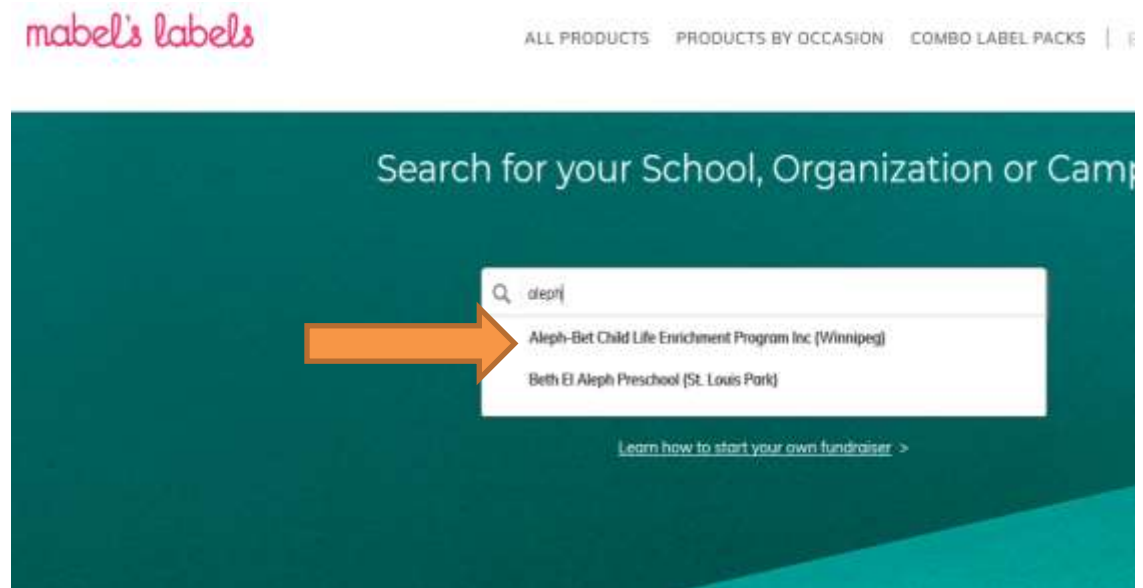 mabel's labels
ALL PRODUCTS PRODUCTS BY OCCASION COMBO LABEL PACKS |
Search for your School, Organization or Camp
aleph
Aleph-Bet Child Life Enrichment Program Inc (Winnipeg)
Beth El Aleph Preschool (St. Louis Park)
Learn how to start your own fundraiser >